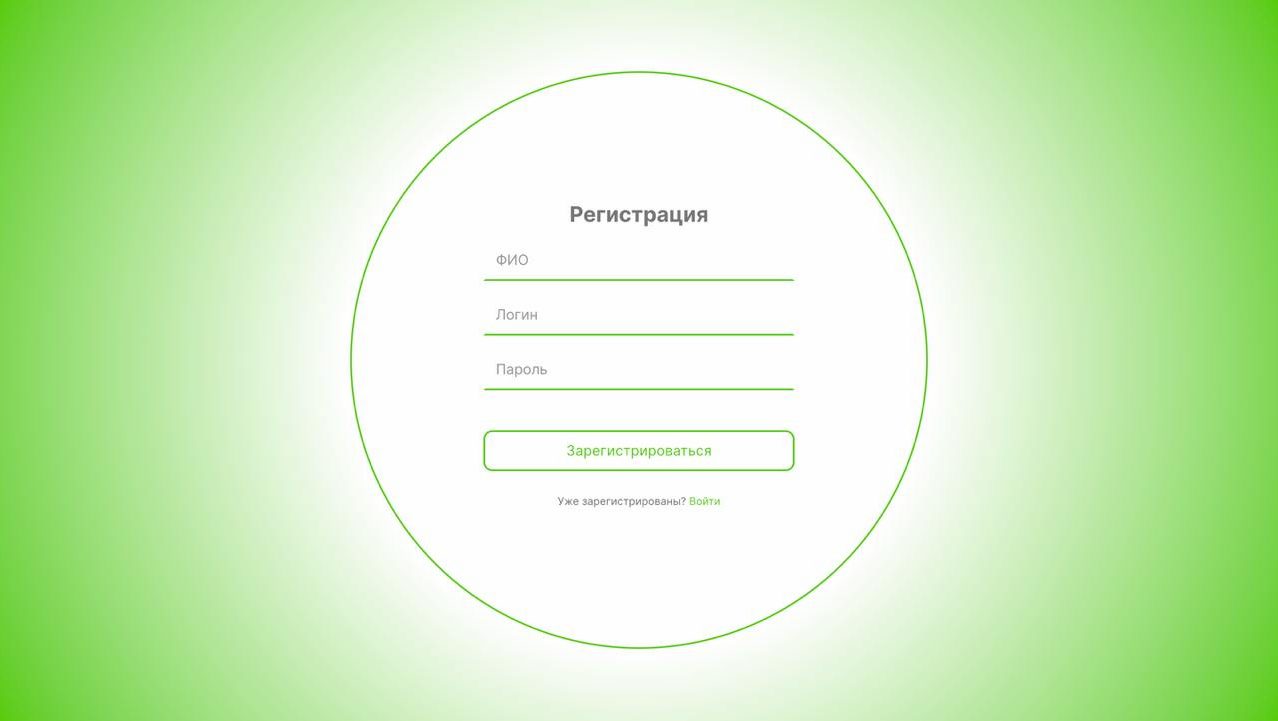 Регистрация
ФИО
Логин
Пароль
Зарегистрироваться
Уже зарегистрированы? Войти